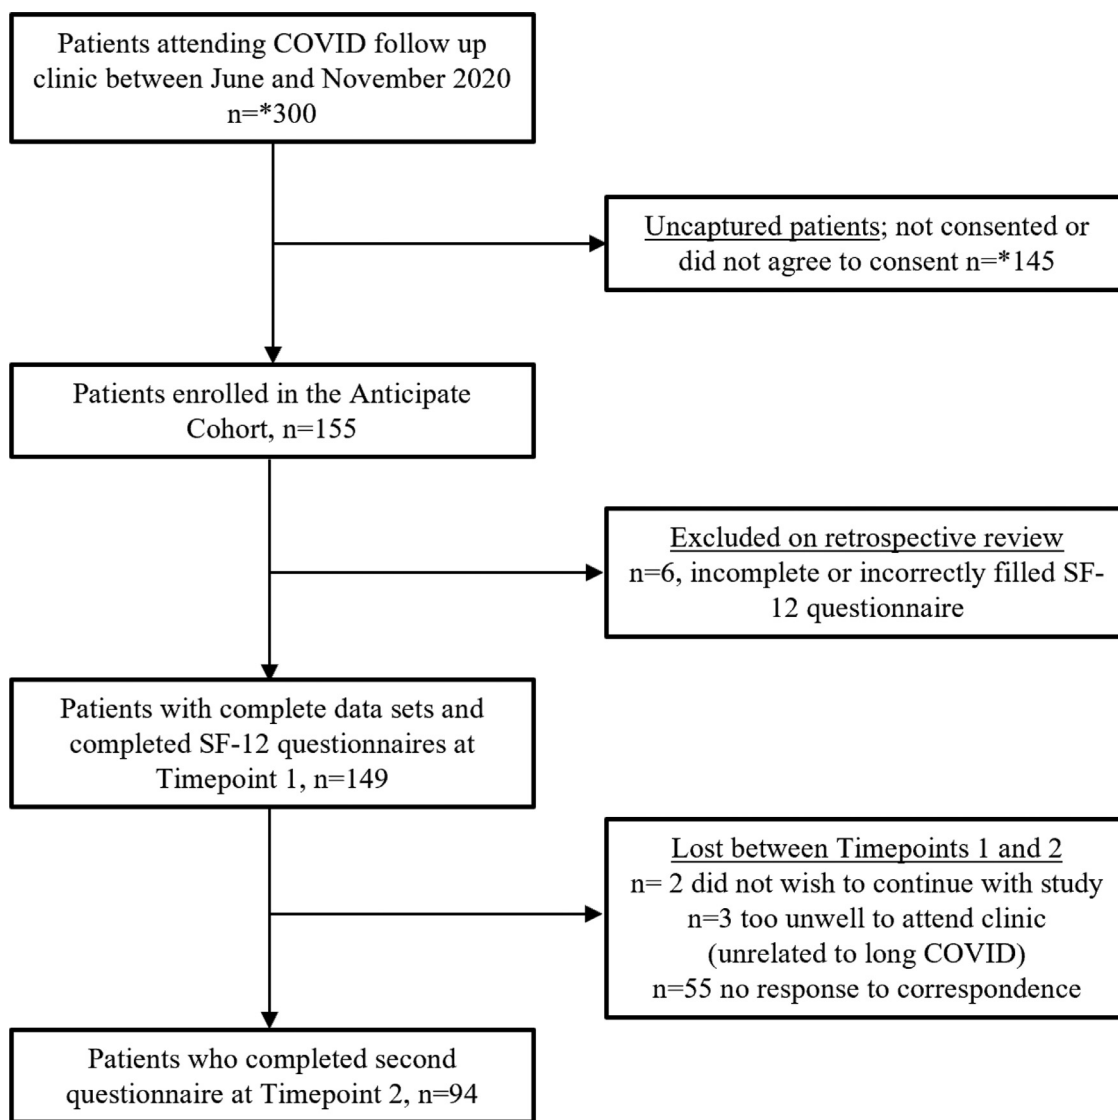 Patients attending COVID follow up
clinic between June and November 2020
n=*300
Uncaptured patients; not consented or
did not agree to consent n=*145
Patients enrolled in the Anticipate
Cohort, n=155
Excluded on retrospective review
n=6, incomplete or incorrectly filled SF-
12 questionnaire
Patients with complete data sets and
completed SF-12 questionnaires at
Timepoint 1, n=149
Lost between Timepoints 1 and 2
n= 2 did not wish to continue with study
n=3 too unwell to attend clinic
(unrelated to long COVID)
n=55 no response to correspondence
Patients who completed second
questionnaire at Timepoint 2, n=94